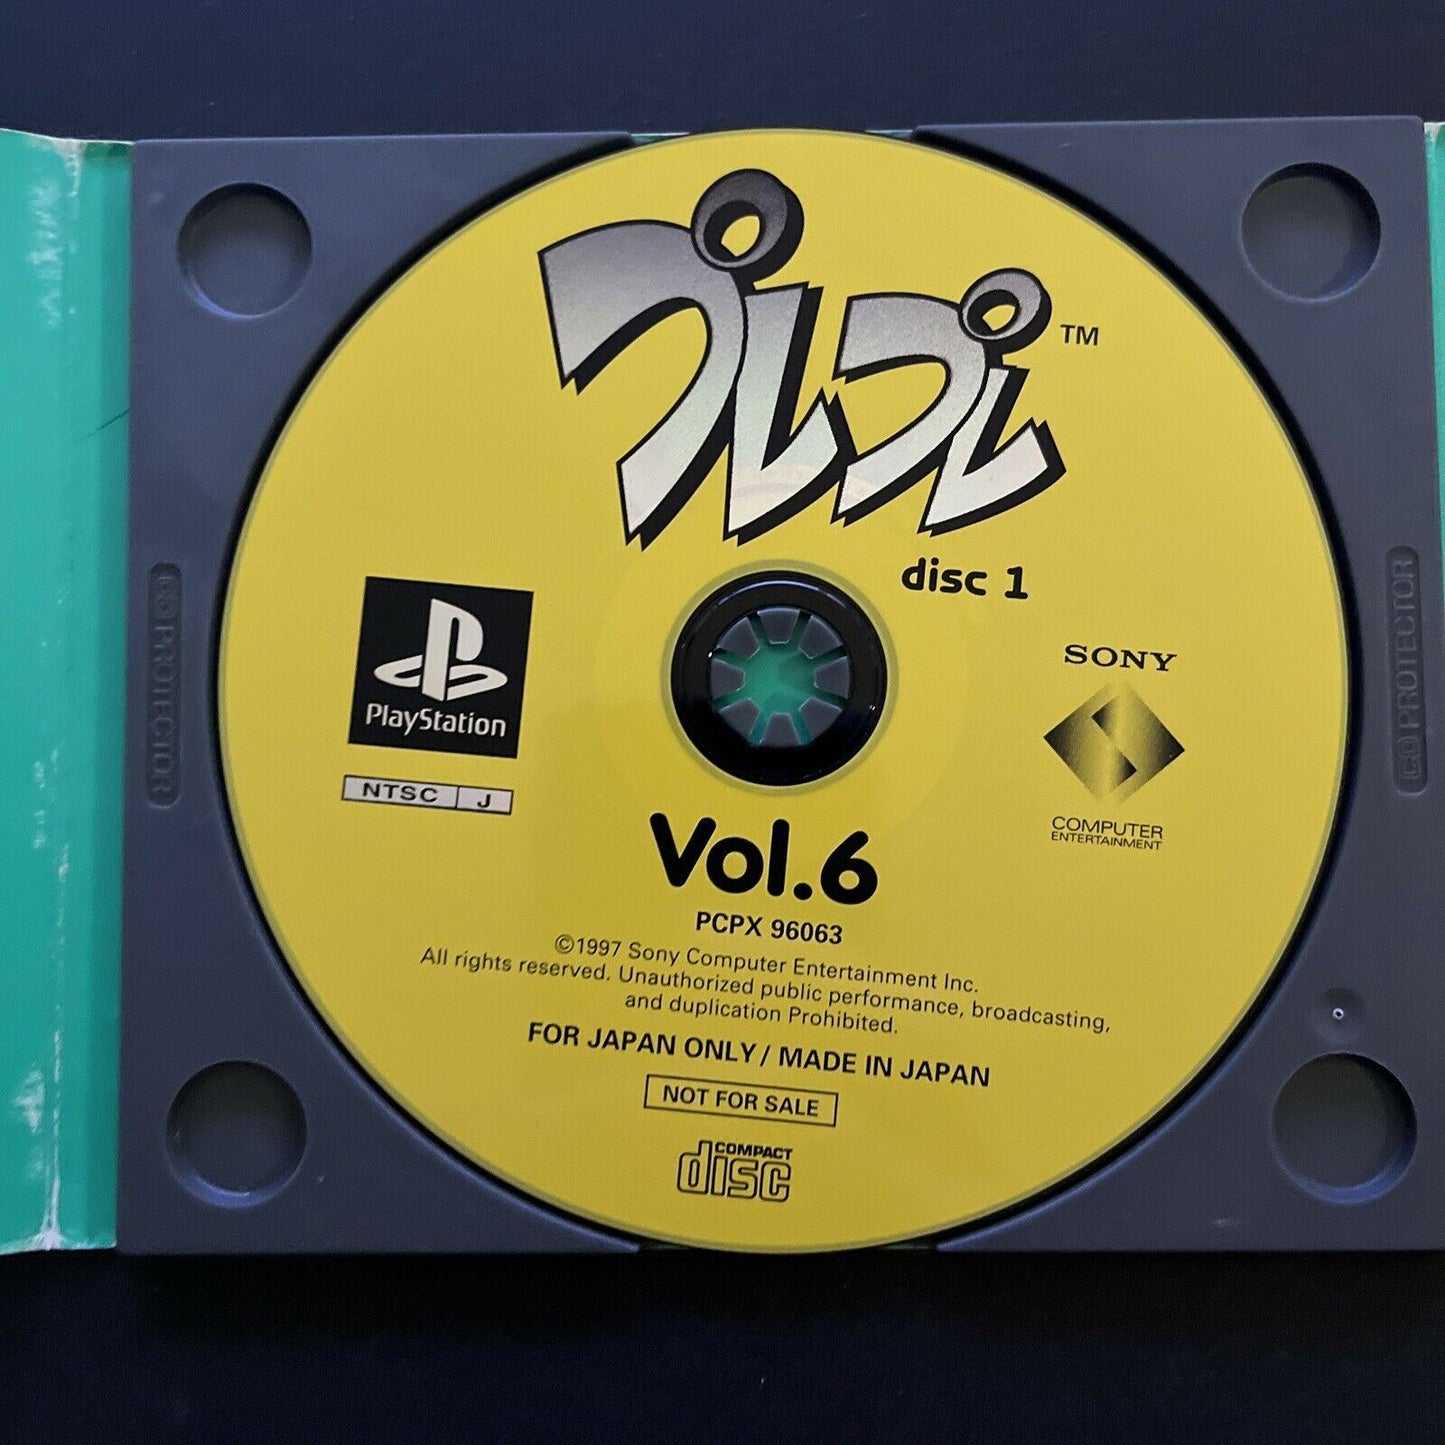 プレプレ™
disc 1
PlayStation
NTSC J
SONY
COMPUTER
ENTERTAINMENT
Vol.6
PCPX 96063
©1997 Sony Computer Entertainment Inc.
All rights reserved. Unauthorized public performance, broadcasting,
and duplication Prohibited.
FOR JAPAN ONLY / MADE IN JAPAN
NOT FOR SALE
COMPACT
disc
CD PROTECTOR
CD PROTECTOR